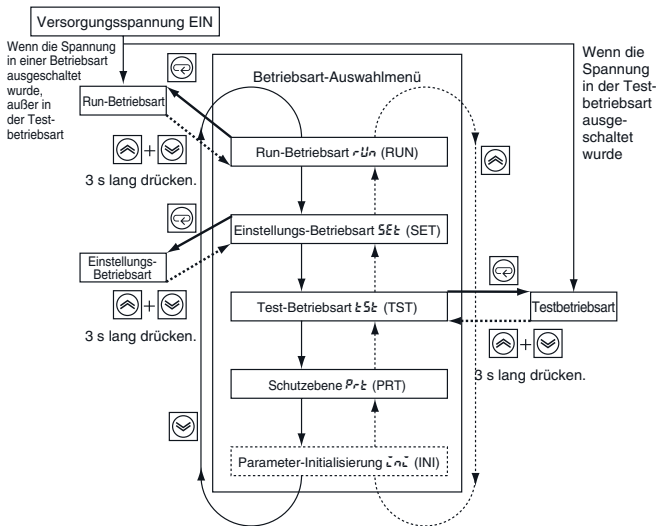 Versorgungsspannung EIN
Wenn die Spannung
in einer Betriebsart
ausgeschaltet
wurde,
außer in
der Test-
betriebsart
Run-Betriebsart
+
3 s lang drücken.
Einstellungs-
Betriebsart
+
3 s lang drücken.
Betriebsart-Auswahlmenü
Run-Betriebsart rUn (RUN)
Einstellungs-Betriebsart SEt (SET)
Test-Betriebsart tSt (TST)
Schutzebene Prt (PRT)
Parameter-Initialisierung ini (INI)
Wenn die
Spannung
in der Test-
betriebsart
ausge-
schaltet
wurde
Testbetriebsart
+
3 s lang drücken.